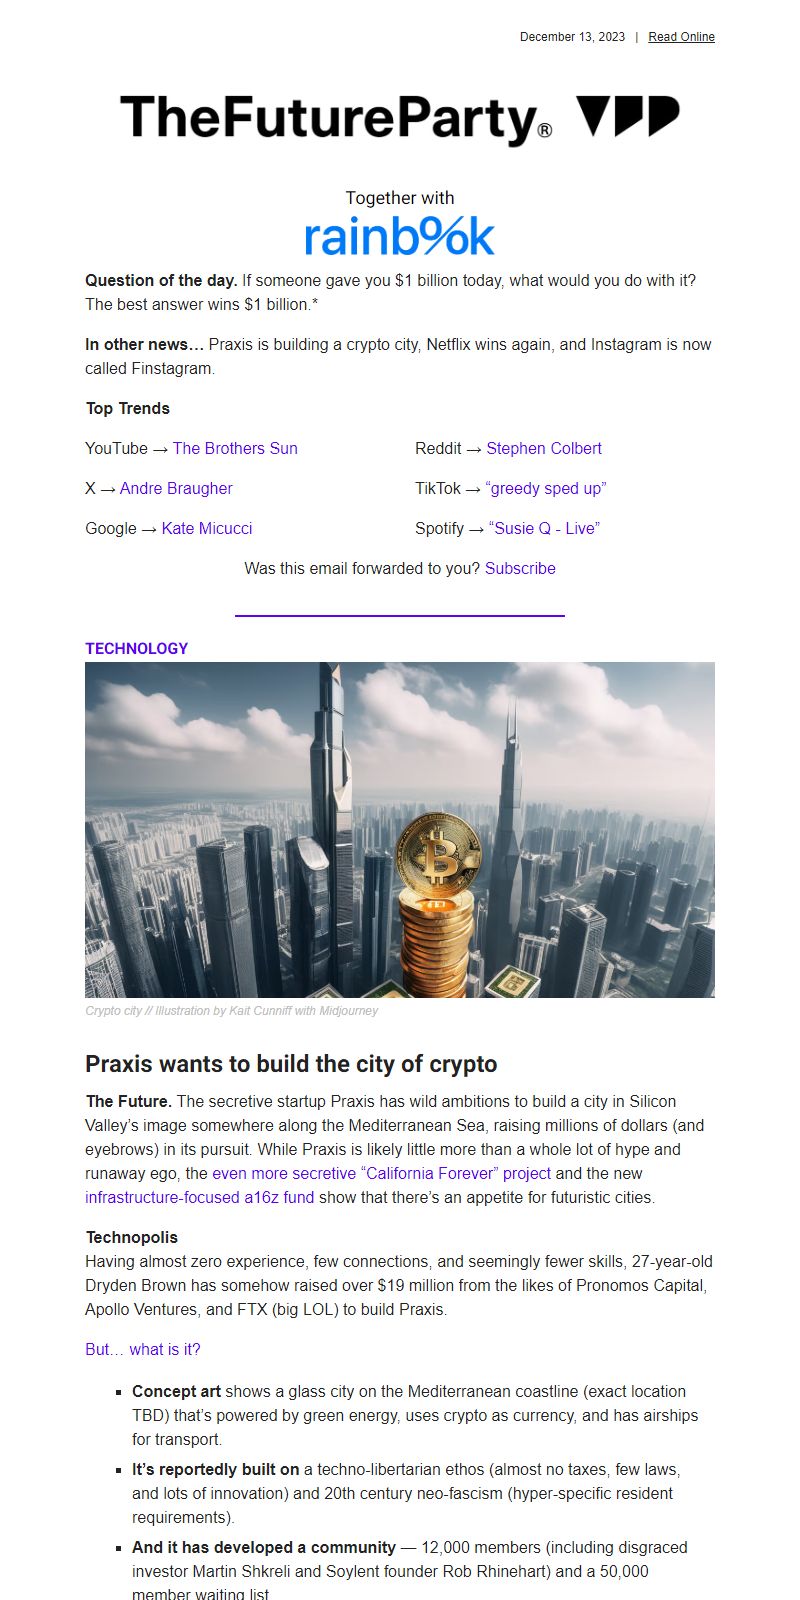 December 13, 2023 | Read Online
TheFutureParty®
Together with
rainb%k
Question of the day. If someone gave you $1 billion today, what would you do with it?
The best answer wins $1 billion.*
In other news… Praxis is building a crypto city, Netflix wins again, and Instagram is now
called Finstagram.
Top Trends
YouTube → The Brothers Sun
Reddit → Stephen Colbert
X → Andre Braugher
TikTok → “greedy sped up”
Google → Kate Micucci
Spotify → “Susie Q - Live”
Was this email forwarded to you? Subscribe
TECHNOLOGY
Crypto city // Illustration by Kait Cunniff with Midjourney
Praxis wants to build the city of crypto
The Future. The secretive startup Praxis has wild ambitions to build a city in Silicon
Valley’s image somewhere along the Mediterranean Sea, raising millions of dollars (and
eyebrows) in its pursuit. While Praxis is likely little more than a whole lot of hype and
runaway ego, the even more secretive “California Forever” project and the new
infrastructure-focused a16z fund show that there’s an appetite for futuristic cities.
Technopolis
Having almost zero experience, few connections, and seemingly fewer skills, 27-year-old
Dryden Brown has somehow raised over $19 million from the likes of Pronomos Capital,
Apollo Ventures, and FTX (big LOL) to build Praxis.
But… what is it?
▪ Concept art shows a glass city on the Mediterranean coastline (exact location
TBD) that’s powered by green energy, uses crypto as currency, and has airships
for transport.
▪ It’s reportedly built on a techno-libertarian ethos (almost no taxes, few laws,
and lots of innovation) and 20th century neo-fascism (hyper-specific resident
requirements).
▪ And it has developed a community — 12,000 members (including disgraced
investor Martin Shkreli and Soylent founder Rob Rhinehart) and a 50,000
member waiting list